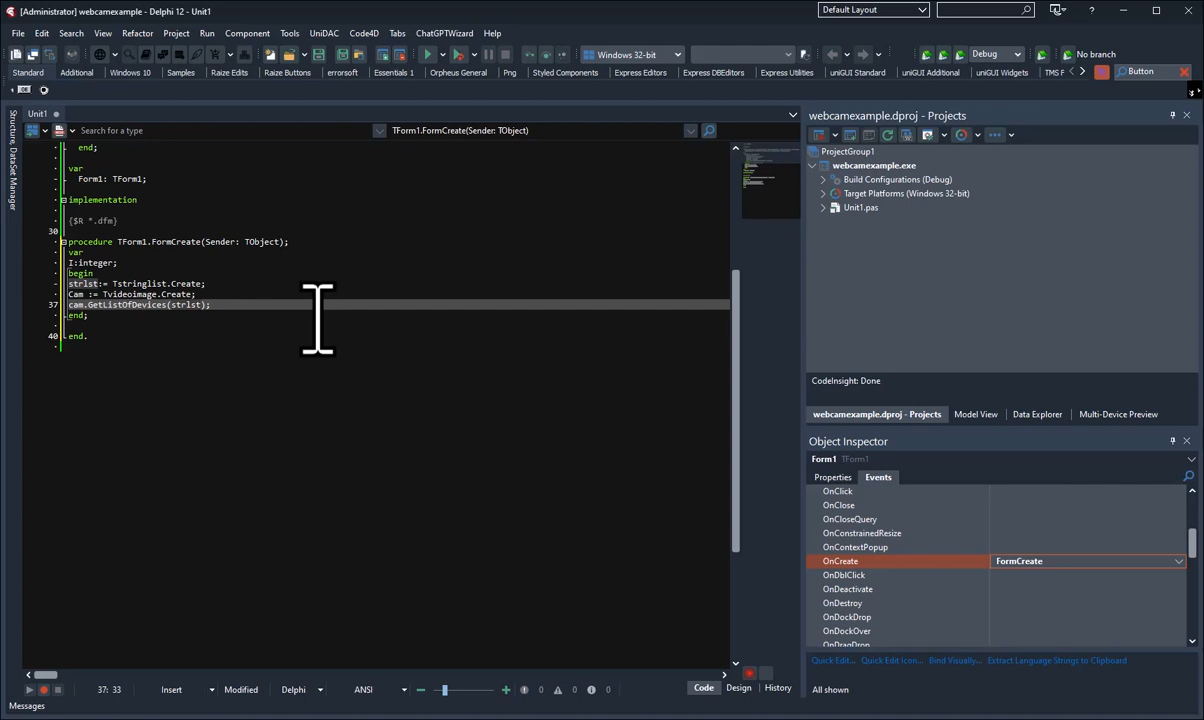 [Administrator] webcamexample - Delphi 12 - Unit1
Default Layout
File Edit Search View Refactor Project Run Component Tools UniDAC Code4D Tabs ChatGPTWizard Help
Windows 32-bit
Debug
No branch
Standard Additional Windows 10 Samples Raize Edits Raize Buttons errorsoft Essentials 1 Orpheus General Png Styled Components Express Editors Express DBEditors Express Utilities uniGUI Standard uniGUI Additional uniGUI Widgets TMS F Button
Structure, DataSet Manager
Unit1
Search for a type
TForm1.FormCreate(Sender: TObject)
end;
var
Form1: TForm1;
implementation
{$R *.dfm}
30
procedure TForm1.FormCreate(Sender: TObject);
var
I:integer;
begin
strlst:= Tstringlist.Create;
Cam := Tvideoimage.Create;
37 cam.GetListOfDevices(strlst);
end;
40 end.
37: 33 Insert Modified Delphi ANSI 0 0 0 Code Design History
Messages
webcamexample.dproj - Projects
ProjectGroup1
webcamexample.exe
Build Configurations (Debug)
Target Platforms (Windows 32-bit)
Unit1.pas
CodeInsight: Done
webcamexample.dproj - Projects Model View Data Explorer Multi-Device Preview
Object Inspector
Form1 TForm1
Properties Events
OnClick
OnClose
OnCloseQuery
OnConstrainedResize
OnContextPopup
OnCreate FormCreate
OnDblClick
OnDeactivate
OnDestroy
OnDockDrop
OnDockOver
OnDragDrop
Quick Edit... Quick Edit Icon... Bind Visually... Extract Language Strings to Clipboard
All shown